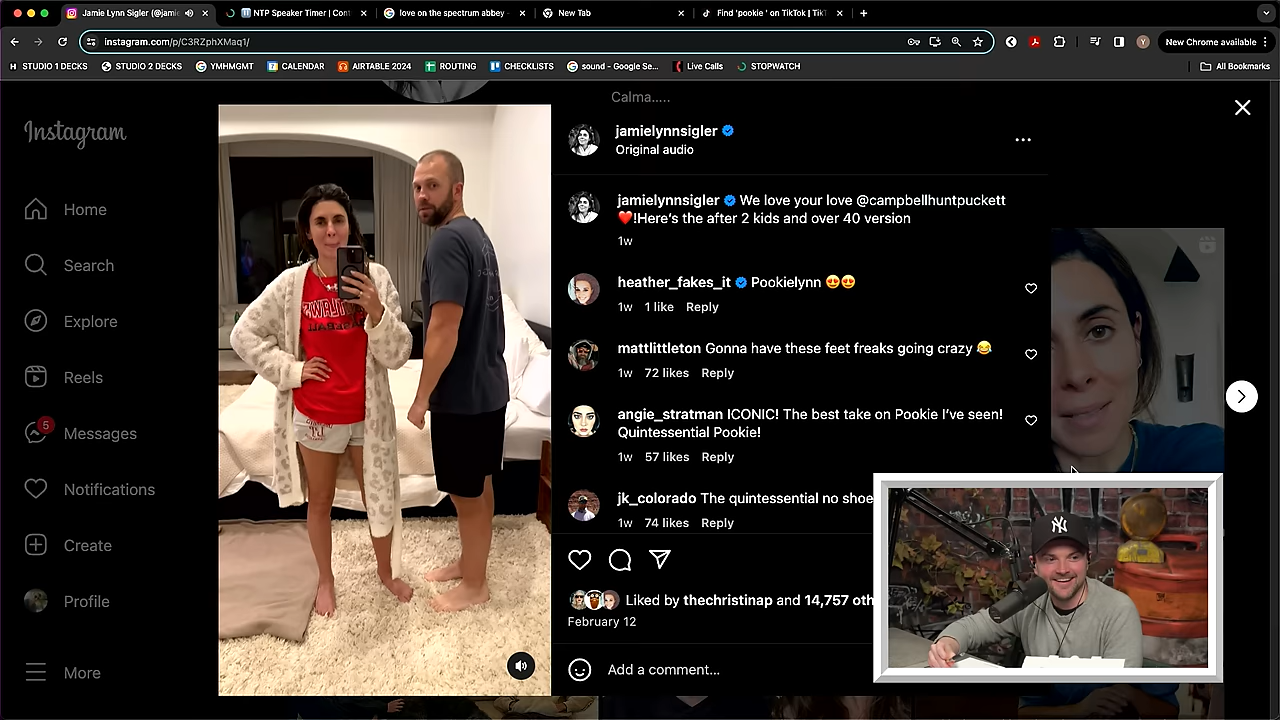 Jamie Lynn Sigler (@jamie
NTP Speaker Timer | Cont
love on the spectrum abbey -
New Tab
Find 'pookie ' on TikTok | TikT
instagram.com/p/C3RZphXMaq1/
New Chrome available
H STUDIO 1 DECKS
STUDIO 2 DECKS
YMHMGMT
CALENDAR
AIRTABLE 2024
ROUTING
CHECKLISTS
sound - Google Se...
Live Calls
STOPWATCH
All Bookmarks
Instagram
Home
Search
Explore
Reels
5
Messages
Notifications
Create
Profile
More
Calma.....
jamielynnsigler
Original audio
jamielynnsigler We love your love @campbellhuntpuckett
❤️!Here's the after 2 kids and over 40 version
1w
heather_fakes_it Pookielynn 😍😍
1w 1 like Reply
mattlittleton Gonna have these feet freaks going crazy 😂
1w 72 likes Reply
angie_stratman ICONIC! The best take on Pookie I've seen!
Quintessential Pookie!
1w 57 likes Reply
jk_colorado The quintessential no shoe
1w 74 likes Reply
Liked by thechristinap and 14,757 oth
February 12
Add a comment...
NY